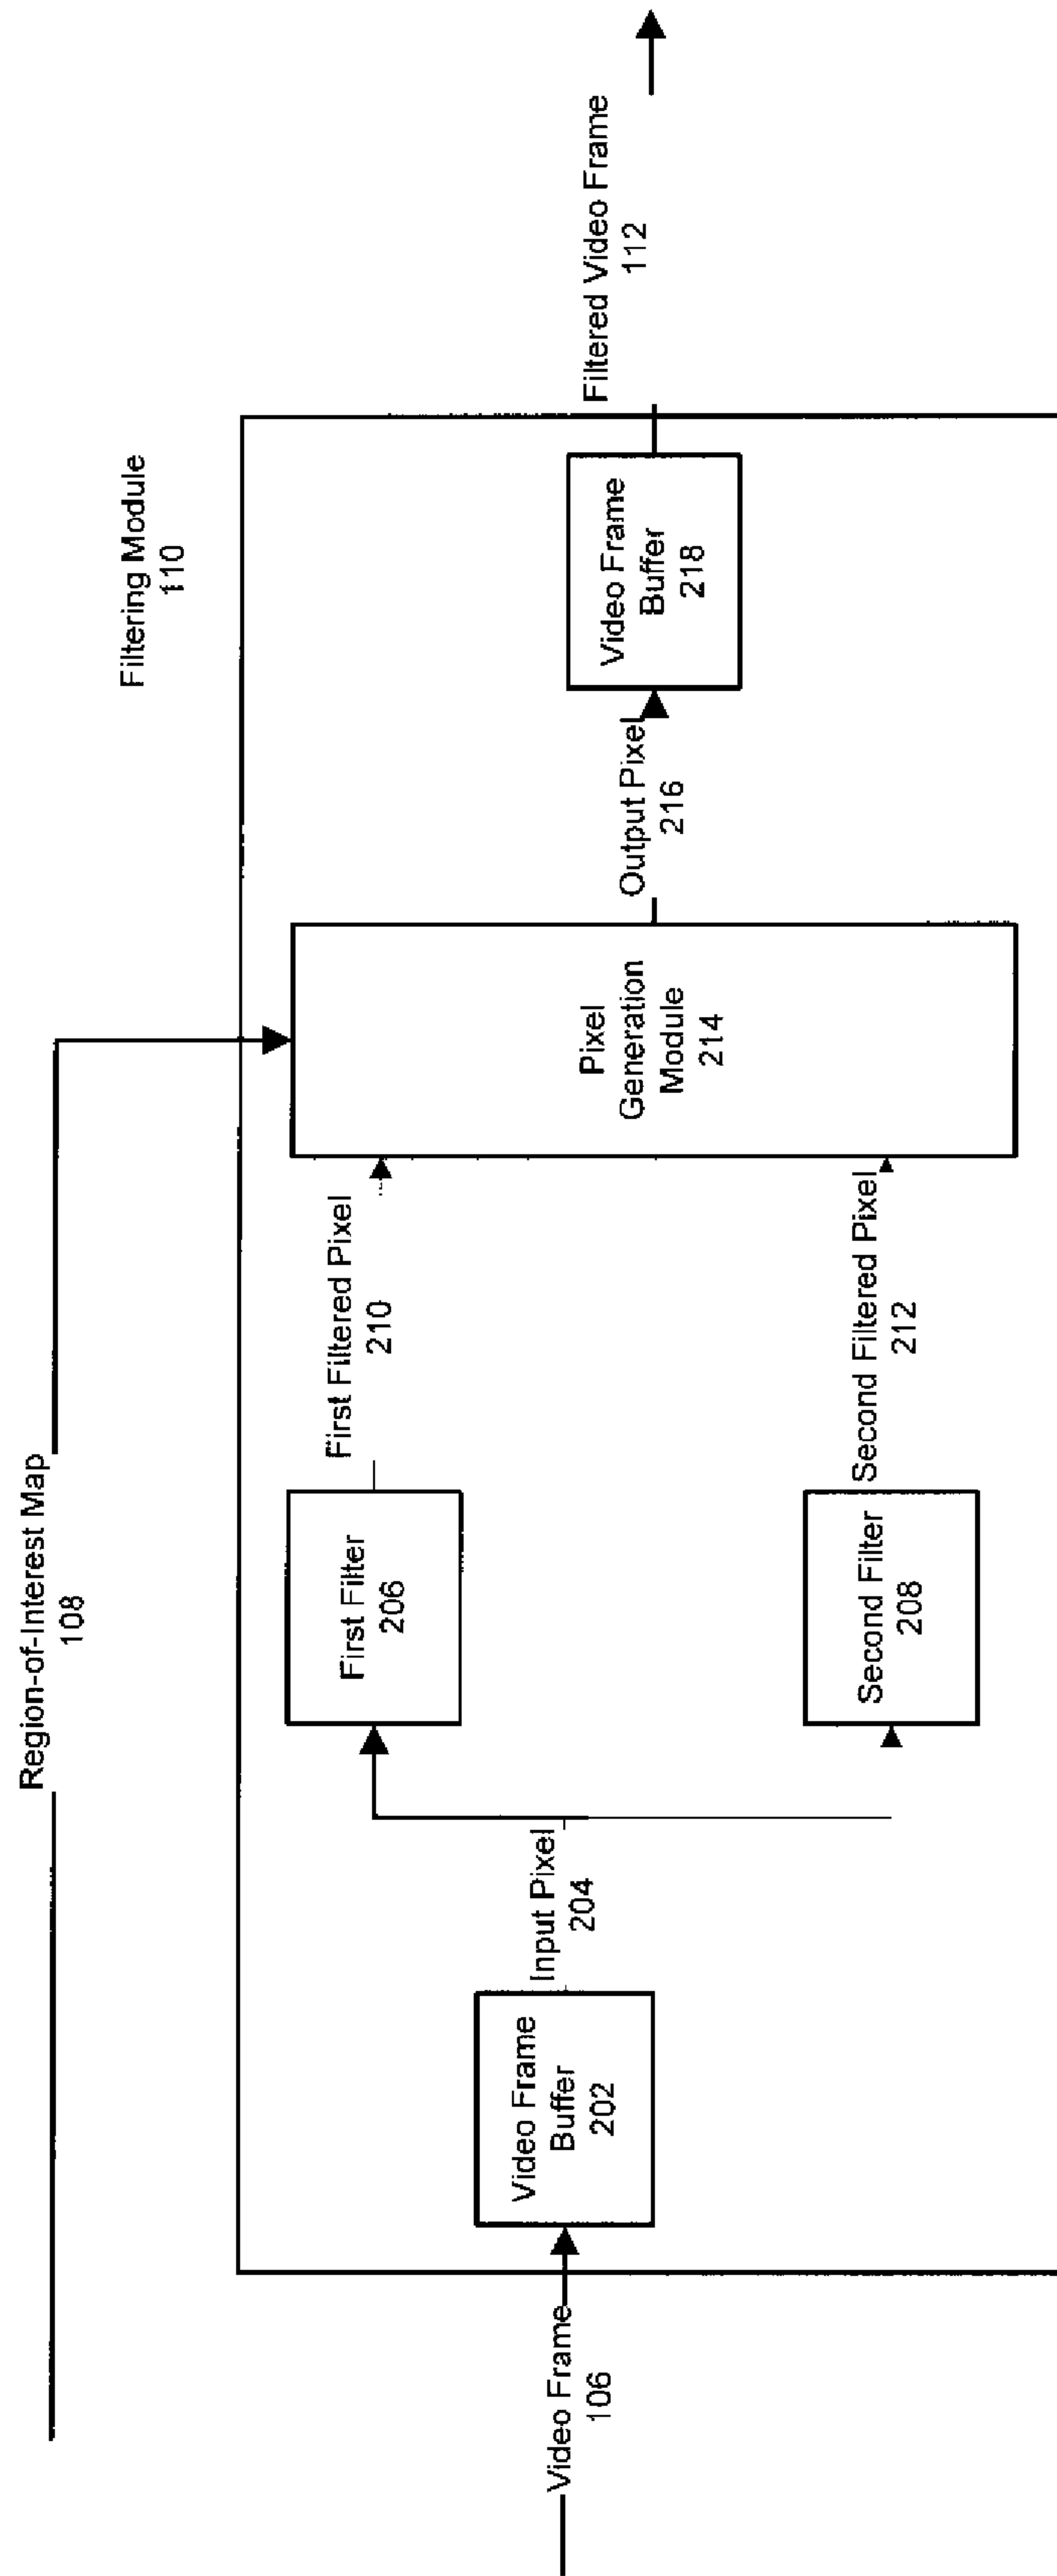 Region-of-Interest Map
108
Filtering Module
110
Video Frame
106
Video Frame
Buffer
202
Input Pixel
204
First Filter
206
First Filtered Pixel
210
Second Filter
208
Second Filtered Pixel
212
Pixel
Generation
Module
214
Output Pixel
216
Video Frame
Buffer
218
Filtered Video Frame
112